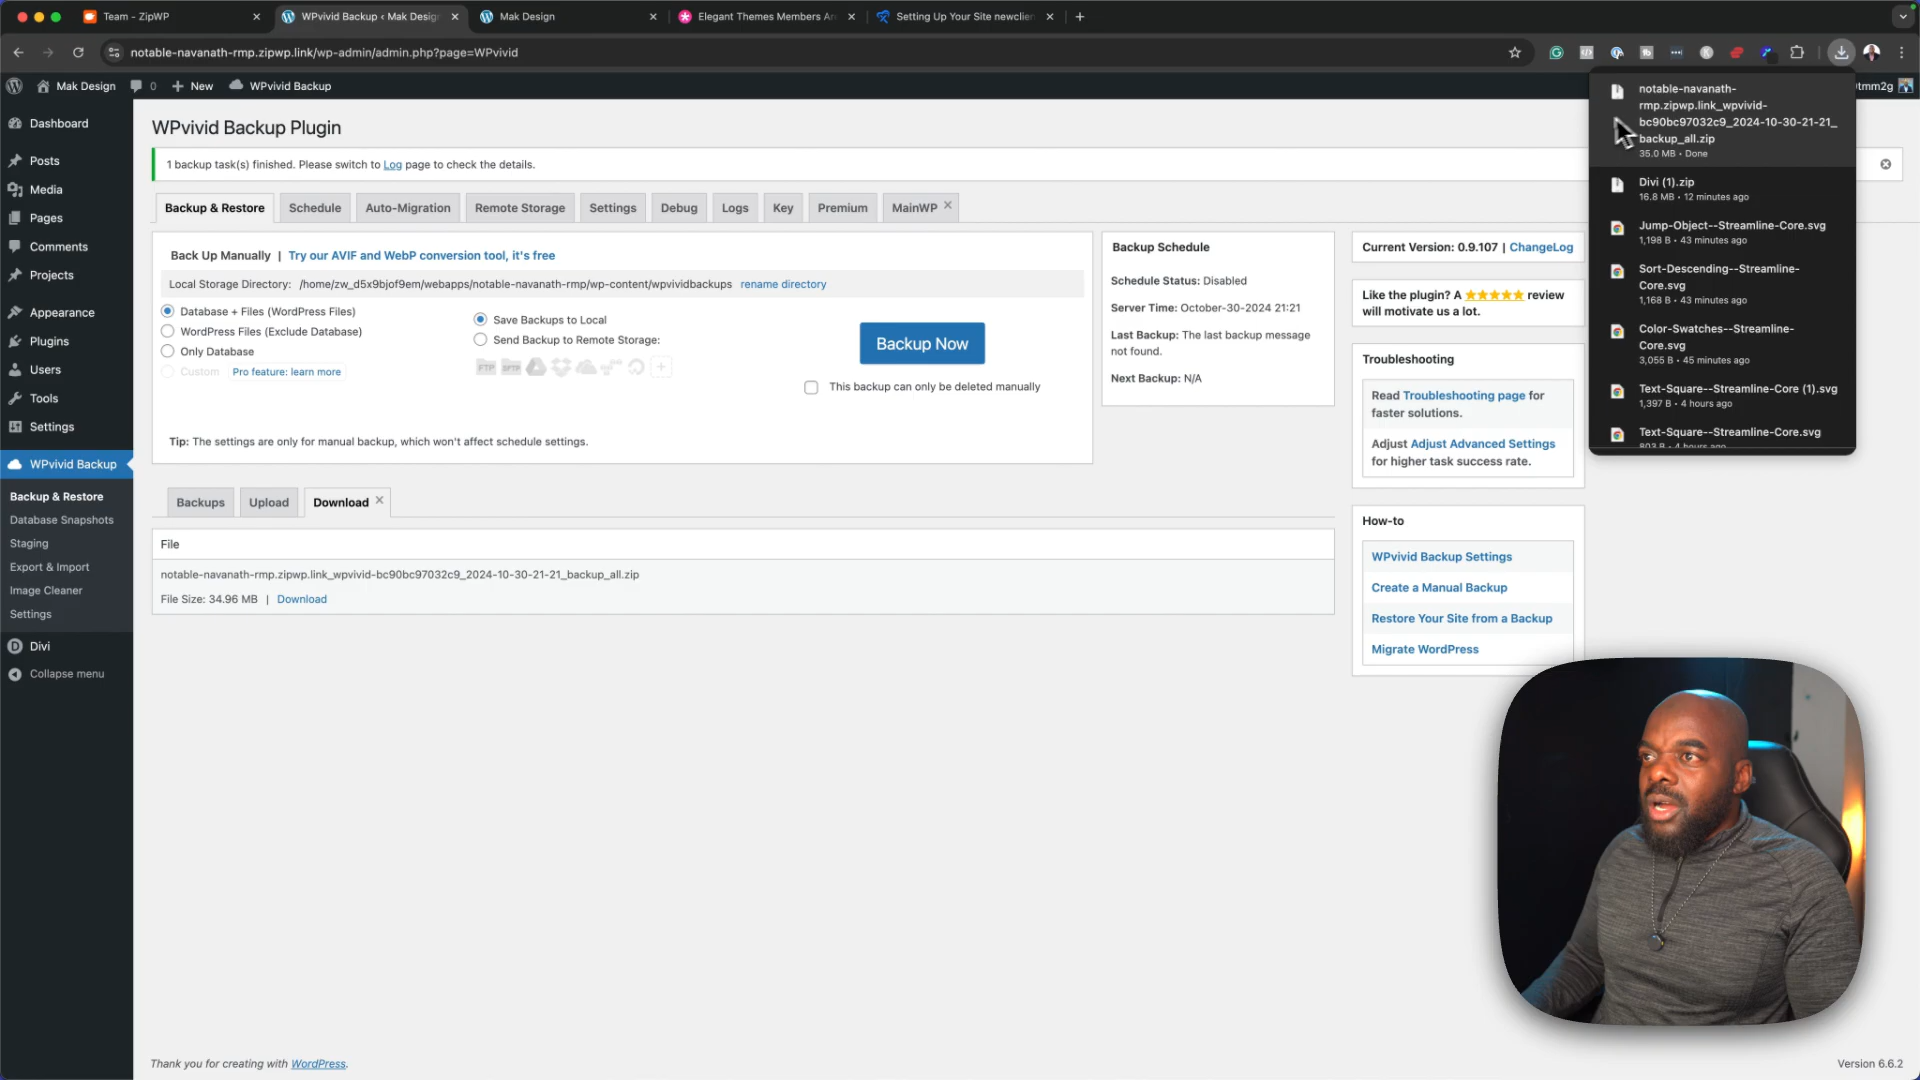 Team - ZipWP
WPvivid Backup < Mak Design
Mak Design
Elegant Themes Members Are
Setting Up Your Site newclien
notable-navanath-rmp.zipwp.link/wp-admin/admin.php?page=WPvivid
Mak Design
0
New
WPvivid Backup
tmm2g
Dashboard
Posts
Media
Pages
Comments
Projects
Appearance
Plugins
Users
Tools
Settings
WPvivid Backup
Backup & Restore
Database Snapshots
Staging
Export & Import
Image Cleaner
Settings
Divi
Collapse menu
WPvivid Backup Plugin
1 backup task(s) finished. Please switch to Log page to check the details.
Backup & Restore
Schedule
Auto-Migration
Remote Storage
Settings
Debug
Logs
Key
Premium
MainWP
Back Up Manually | Try our AVIF and WebP conversion tool, it's free
Local Storage Directory: /home/zw_d5x9bjof9em/webapps/notable-navanath-rmp/wp-content/wpvividbackups rename directory
Database + Files (WordPress Files)
WordPress Files (Exclude Database)
Only Database
Custom Pro feature: learn more
Save Backups to Local
Send Backup to Remote Storage:
FTP
SFTP
Backup Now
This backup can only be deleted manually
Tip: The settings are only for manual backup, which won't affect schedule settings.
Backup Schedule
Schedule Status: Disabled
Server Time: October-30-2024 21:21
Last Backup: The last backup message
not found.
Next Backup: N/A
Current Version: 0.9.107 | ChangeLog
Like the plugin? A ★★★★★ review
will motivate us a lot.
Troubleshooting
Read Troubleshooting page for
faster solutions.
Adjust Adjust Advanced Settings
for higher task success rate.
How-to
WPvivid Backup Settings
Create a Manual Backup
Restore Your Site from a Backup
Migrate WordPress
Backups
Upload
Download
File
notable-navanath-rmp.zipwp.link_wpvivid-bc90bc97032c9_2024-10-30-21-21_backup_all.zip
File Size: 34.96 MB | Download
notable-navanath-
rmp.zipwp.link_wpvivid-
bc90bc97032c9_2024-10-30-21-21_
backup_all.zip
35.0 MB • Done
Divi (1).zip
16.8 MB • 12 minutes ago
Jump-Object--Streamline-Core.svg
1,198 B • 43 minutes ago
Sort-Descending--Streamline-
Core.svg
1,168 B • 43 minutes ago
Color-Swatches--Streamline-
Core.svg
3,055 B • 45 minutes ago
Text-Square--Streamline-Core (1).svg
1,397 B • 4 hours ago
Text-Square--Streamline-Core.svg
803 B • 4 hours ago
Thank you for creating with WordPress.
Version 6.6.2